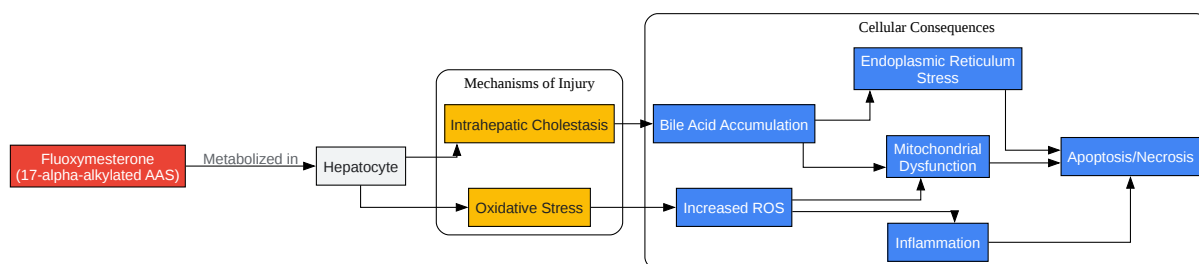 Cellular Consequences
Endoplasmic Reticulum
Stress
Mechanisms of Injury
Intrahepatic Cholestasis
Bile Acid Accumulation
Fluoxymesterone
(17-alpha-alkylated AAS)
Metabolized in
Hepatocyte
Mitochondrial
Dysfunction
Apoptosis/Necrosis
Oxidative Stress
Increased ROS
Inflammation